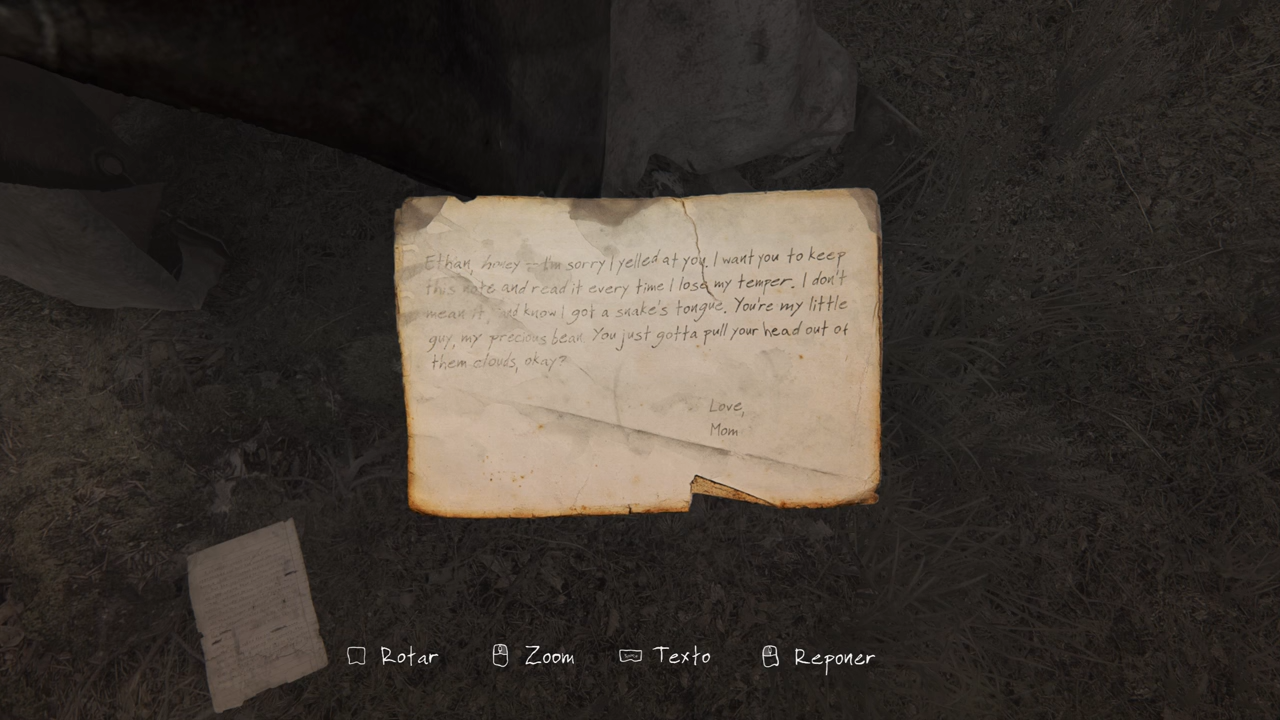 Ethan, honey -- I'm sorry I yelled at you. I want you to keep
this note and read it every time I lose my temper. I don't
mean it, and know I got a snake's tongue. You're my little
guy, my precious bean. You just gotta pull your head out of
them clouds, okay?
Love,
Mom
Rotar
Zoom
Texto
Reponer